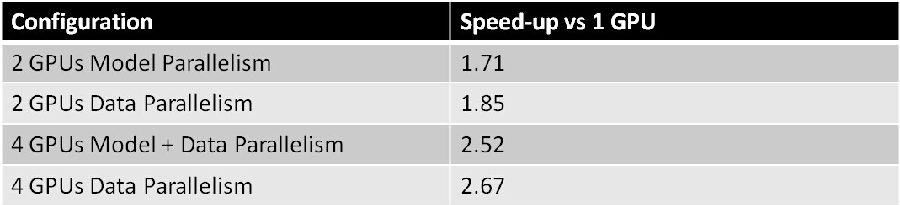 Configuration Speed-up vs 1 GPU
2 GPUs Model Parallelism 1.71
2 GPUs Data Parallelism 1.85
4 GPUs Model + Data Parallelism 2.52
4 GPUs Data Parallelism 2.67